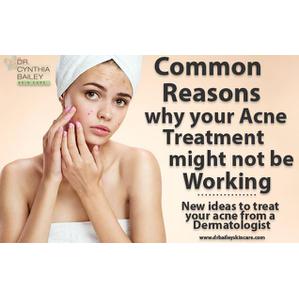 DR.
CYNTHIA
BAILEY
SKIN CARE
Common
Reasons
why your Acne
Treatment
might not be
Working
New ideas to treat
your acne from a
Dermatologist
www.drbaileyskincare.com